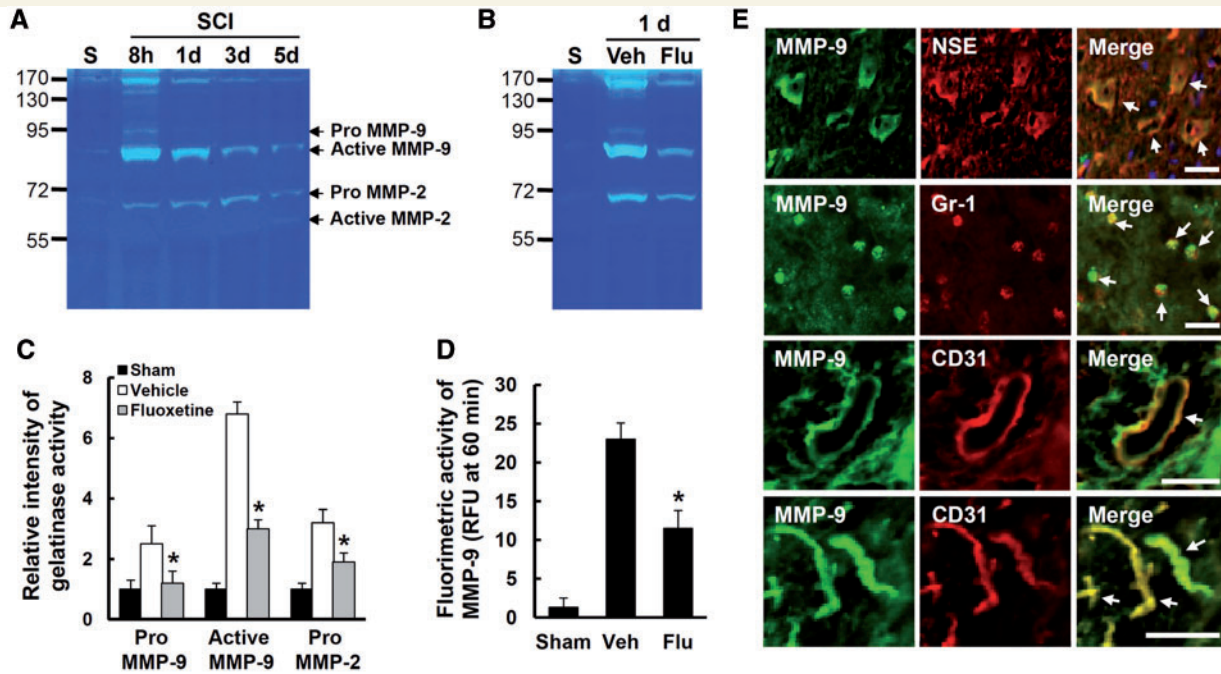 A
SCI
S 8h 1d 3d 5d
170
130
95
72
55
Pro MMP-9
Active MMP-9
Pro MMP-2
Active MMP-2
B
1 d
S Veh Flu
170
130
95
72
55
C
Relative intensity of
gelatinase activity
8
6
4
2
0
Sham
Vehicle
Fluoxetine
* * *
Pro Active Pro
MMP-9 MMP-9 MMP-2
D
Fluorimetric activity of
MMP-9 (RFU at 60 min)
30
25
20
15
10
5
0
*
Sham Veh Flu
E
MMP-9 NSE Merge
MMP-9 Gr-1 Merge
MMP-9 CD31 Merge
MMP-9 CD31 Merge